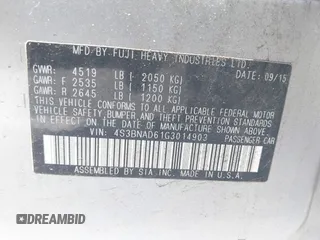 MFD. BY FUJI HEAVY INDUSTRIES LTD.
GVWR: 4519 LB ( 2050 KG) DATE: 09/15
GAWR: F 2535 LB ( 1150 KG)
GAWR: R 2645 LB ( 1200 KG)
THIS VEHICLE CONFORMS TO ALL APPLICABLE FEDERAL MOTOR
VEHICLE SAFETY, BUMPER, AND THEFT PREVENTION STANDARDS
IN EFFECT ON THE DATE OF MANUFACTURE SHOWN ABOVE.
VIN: 4S3BNAD61G3014903 PASSENGER CAR
ASSEMBLED BY SIA INC. MADE IN U.S.A.